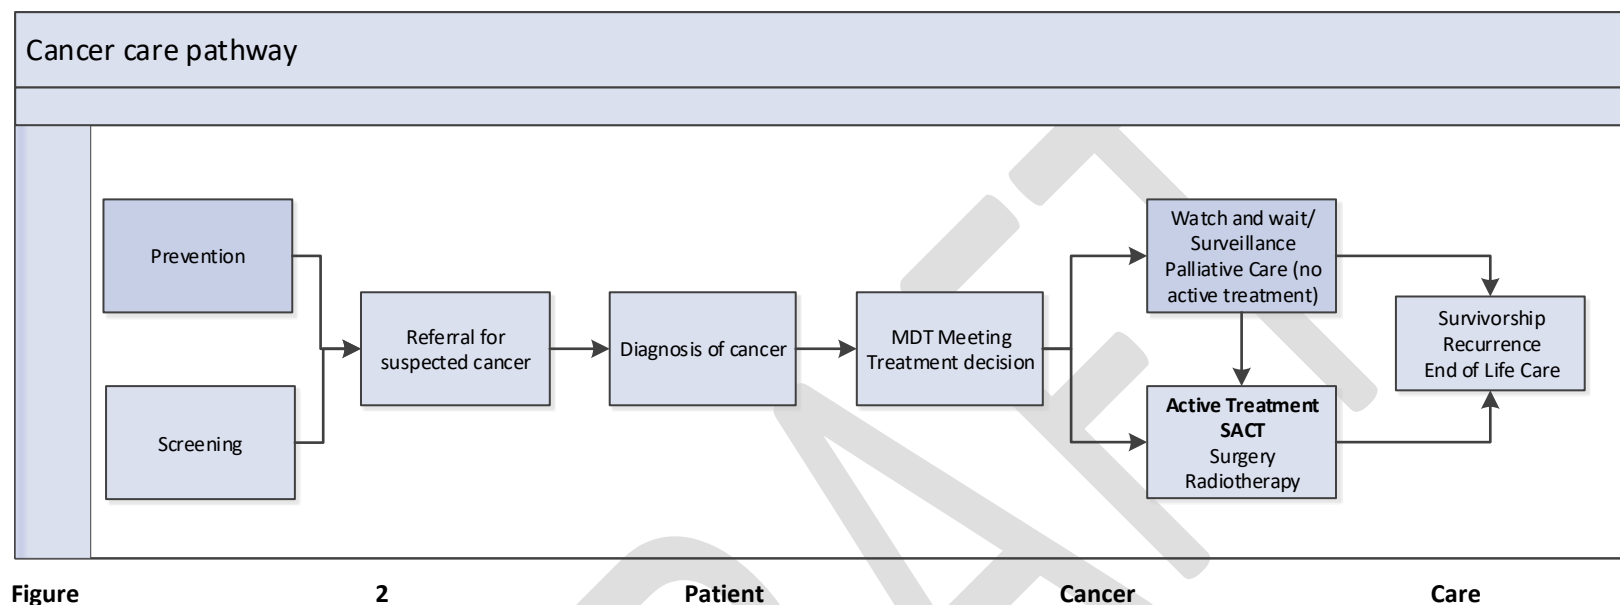 Cancer care pathway
Prevention
Screening
Referral for
suspected cancer
Diagnosis of cancer
MDT Meeting
Treatment decision
Watch and wait/
Surveillance
Palliative Care (no
active treatment)
Active Treatment
SACT
Surgery
Radiotherapy
Survivorship
Recurrence
End of Life Care
DRAFT
Figure 2 Patient Cancer Care